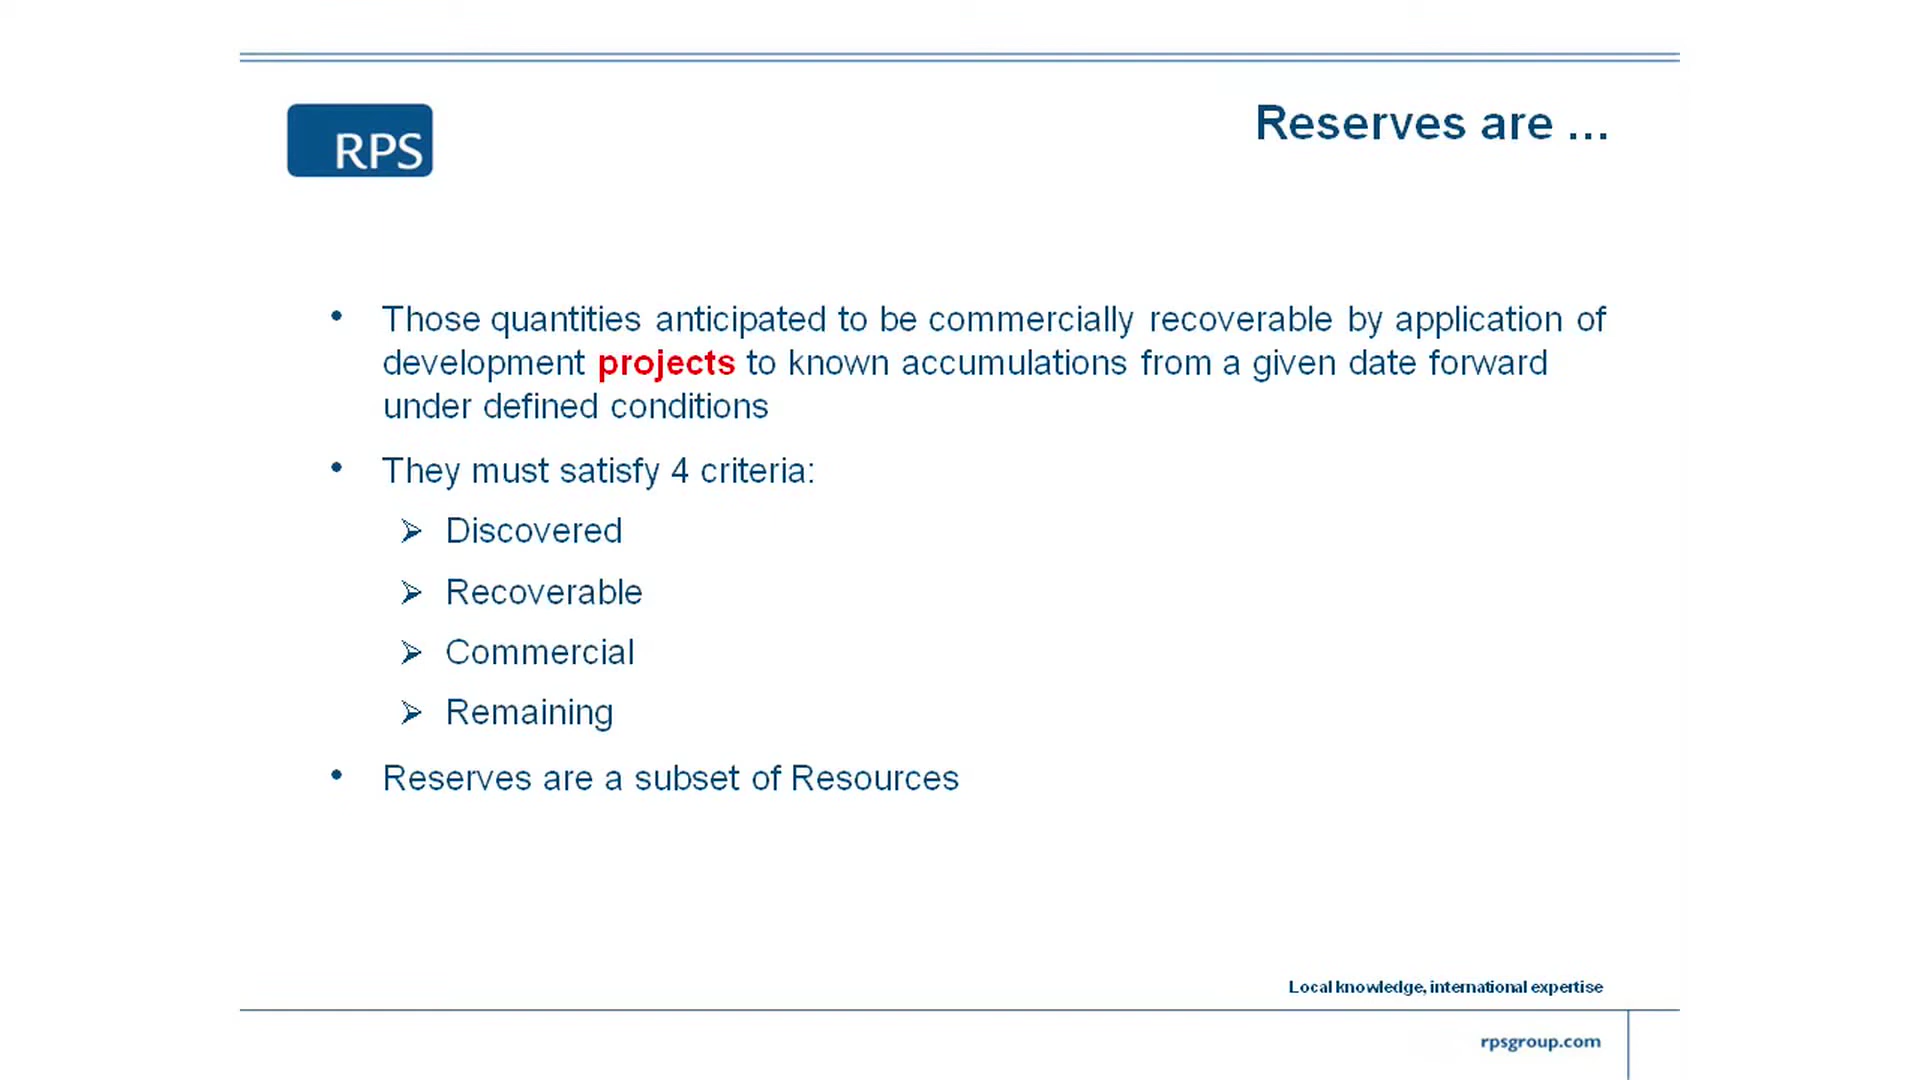 RPS
Reserves are ...
• Those quantities anticipated to be commercially recoverable by application of
development projects to known accumulations from a given date forward
under defined conditions
• They must satisfy 4 criteria:
➢ Discovered
➢ Recoverable
➢ Commercial
➢ Remaining
• Reserves are a subset of Resources
Local knowledge, international expertise
rpsgroup.com